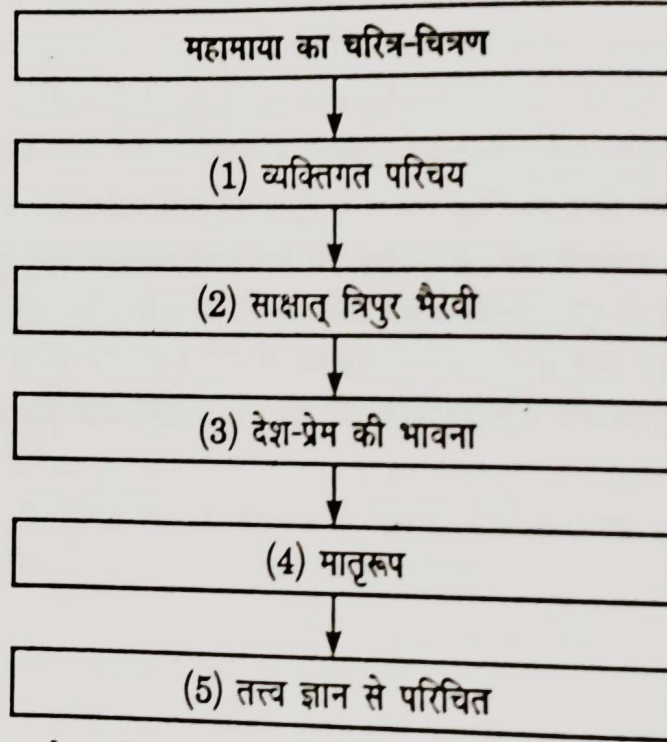 महामाया का चरित्र-चित्रण
(1) व्यक्तिगत परिचय
(2) साक्षात् त्रिपुर भैरवी
(3) देश-प्रेम की भावना
(4) मातृरूप
(5) तत्त्व ज्ञान से परिचित